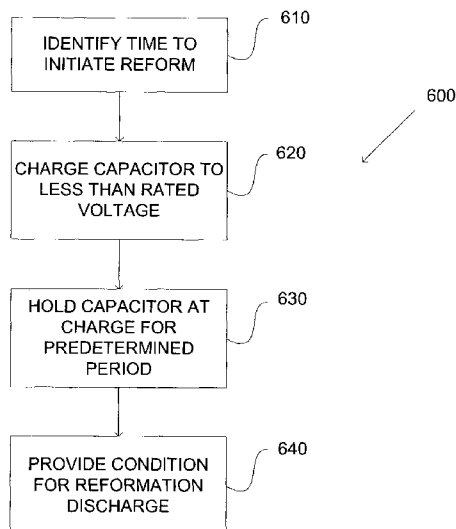 610
IDENTIFY TIME TO
INITIATE REFORM
600
620
CHARGE CAPACITOR TO
LESS THAN RATED
VOLTAGE
630
HOLD CAPACITOR AT
CHARGE FOR
PREDETERMINED
PERIOD
640
PROVIDE CONDITION
FOR REFORMATION
DISCHARGE